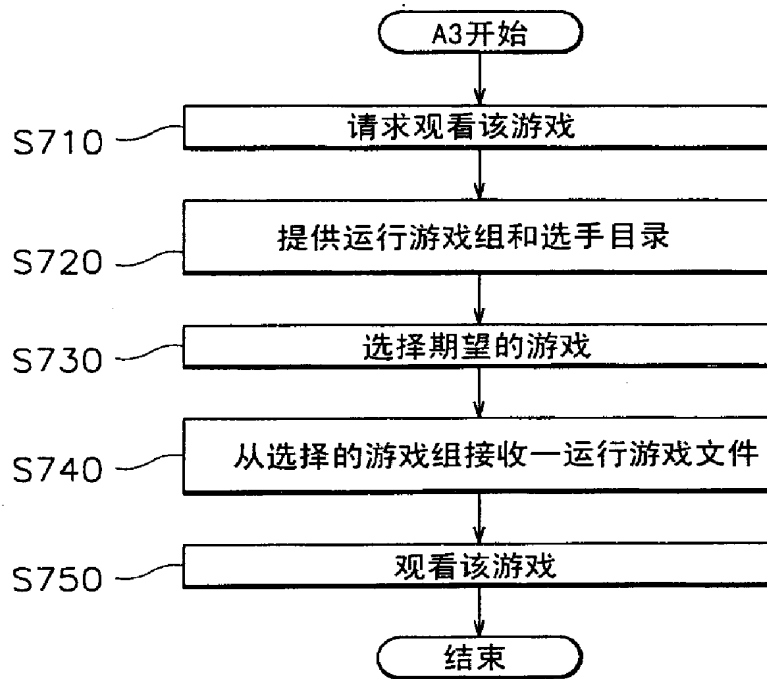 A3开始
S710
请求观看该游戏
S720
提供运行游戏组和选手目录
S730
选择期望的游戏
S740
从选择的游戏组接收一运行游戏文件
S750
观看该游戏
结束